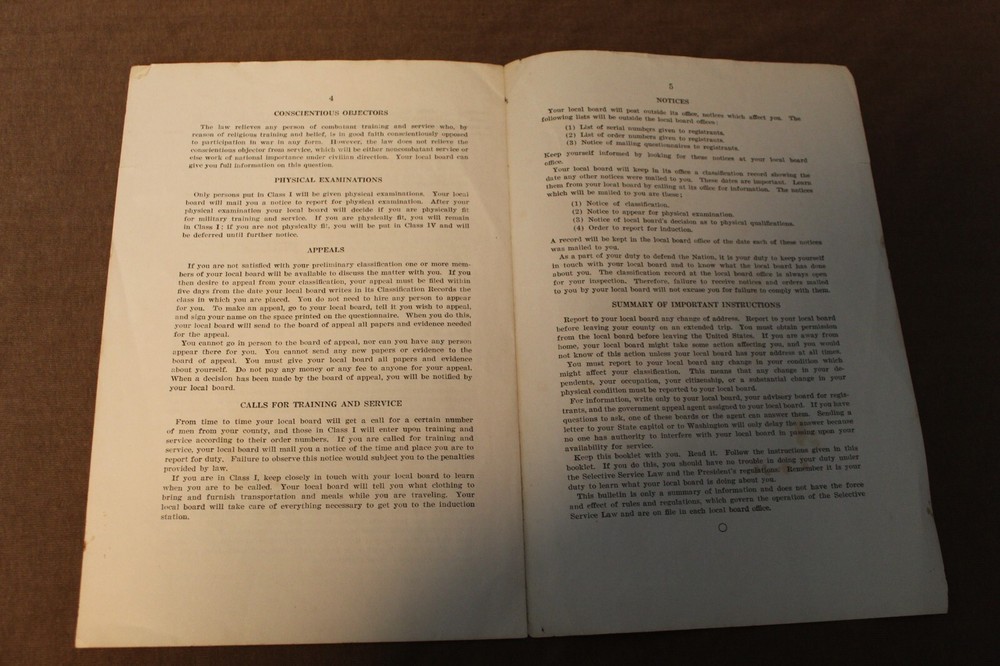 4
CONSCIENTIOUS OBJECTORS
The law relieves any person of combatant training and service who, by
reason of religious training and belief, is in good faith conscientiously opposed
to participation in war in any form. However, the law does not relieve the
conscientious objector from service, which will be either noncombatant service or
else work of national importance under civilian direction. Your local board can
give you full information on this question.
PHYSICAL EXAMINATIONS
Only persons put in Class I will be given physical examinations. Your local
board will mail you a notice to report for physical examination. After your
physical examination your local board will decide if you are physically fit
for military training and service. If you are physically fit, you will remain
in Class I; if you are not physically fit, you will be put in Class IV and will
be deferred until further notice.
APPEALS
If you are not satisfied with your preliminary classification one or more mem-
bers of your local board will be available to discuss the matter with you. If you
then desire to appeal from your classification, your appeal must be filed within
five days from the date your local board writes in its Classification Records the
class in which you are placed. You do not need to hire any person to appear
for you. To make an appeal, go to your local board, tell it you wish to appeal,
and sign your name on the space printed on the questionnaire. When you do this,
your local board will send to the board of appeal all papers and evidence needed
for the appeal.
You cannot go in person to the board of appeal, nor can you have any person
appear there for you. You cannot send any new papers or evidence to the
board of appeal. You must give your local board all papers and evidence
about yourself. Do not pay any money or any fee to anyone for your appeal.
When a decision has been made by the board of appeal, you will be notified by
your local board.
CALLS FOR TRAINING AND SERVICE
From time to time your local board will get a call for a certain number
of men from your county, and those in Class I will enter upon training and
service according to their order numbers. If you are called for training and
service, your local board will mail you a notice of the time and place you are to
report for duty. Failure to observe this notice would subject you to the penalties
provided by law.
If you are in Class I, keep closely in touch with your local board to learn
when you are to be called. Your local board will tell you what clothing to
bring and furnish transportation and meals while you are traveling. Your
local board will take care of everything necessary to get you to the induction
station.
5
NOTICES
Your local board will post outside its office, notices which affect you. The
following lists will be outside the local board offices:
(1) List of serial numbers given to registrants.
(2) List of order numbers given to registrants.
(3) Notice of mailing questionnaires to registrants.
Keep yourself informed by looking for these notices at your local board
office.
Your local board will keep in its office a classification record showing the
date any other notices were mailed to you. These dates are important. Learn
them from your local board by calling at its office for information. The notices
which will be mailed to you are these:
(1) Notice of classification.
(2) Notice to appear for physical examination.
(3) Notice of local board's decision as to physical qualifications.
(4) Order to report for induction.
A record will be kept in the local board office of the date each of these notices
was mailed to you.
As a part of your duty to defend the Nation, it is your duty to keep yourself
in touch with your local board and to know what the local board has done
about you. The classification record at the local board office is always open
for your inspection. Therefore, failure to receive notices and orders mailed
to you by your local board will not excuse you for failure to comply with them.
SUMMARY OF IMPORTANT INSTRUCTIONS
Report to your local board any change of address. Report to your local board
before leaving your county on an extended trip. You must obtain permission
from the local board before leaving the United States. If you are away from
home, your local board might take some action affecting you, and you would
not know of this action unless your local board has your address at all times.
You must report to your local board any change in your condition which
might affect your classification. This means that any change in your de-
pendents, your occupation, your citizenship, or a substantial change in your
physical condition must be reported to your local board.
For information, write only to your local board, your advisory board for regis-
trants, and the government appeal agent assigned to your local board. If you have
questions to ask, one of these boards or the agent can answer them. Sending a
letter to your State capitol or to Washington will only delay the answer because
no one has authority to interfere with your local board in passing upon your
availability for service.
Keep this booklet with you. Read it. Follow the instructions given in this
booklet. If you do this, you should have no trouble in doing your duty under
the Selective Service Law and the President's regulations. Remember it is your
duty to learn what your local board is doing about you.
This bulletin is only a summary of information and does not have the force
and effect of rules and regulations, which govern the operation of the Selective
Service Law and are on file in each local board office.